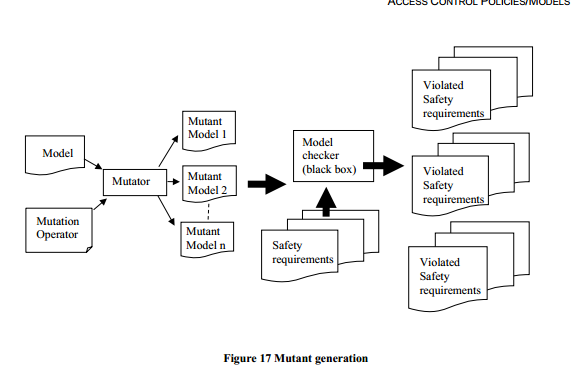 ACCESS CONTROL POLICIES/MODELS
Model
Mutation
Operator
Mutator
Mutant
Model 1
Mutant
Model 2
Mutant
Model n
Model
checker
(black box)
Safety
requirements
Violated
Safety
requirements
Violated
Safety
requirements
Violated
Safety
requirements
Figure 17 Mutant generation